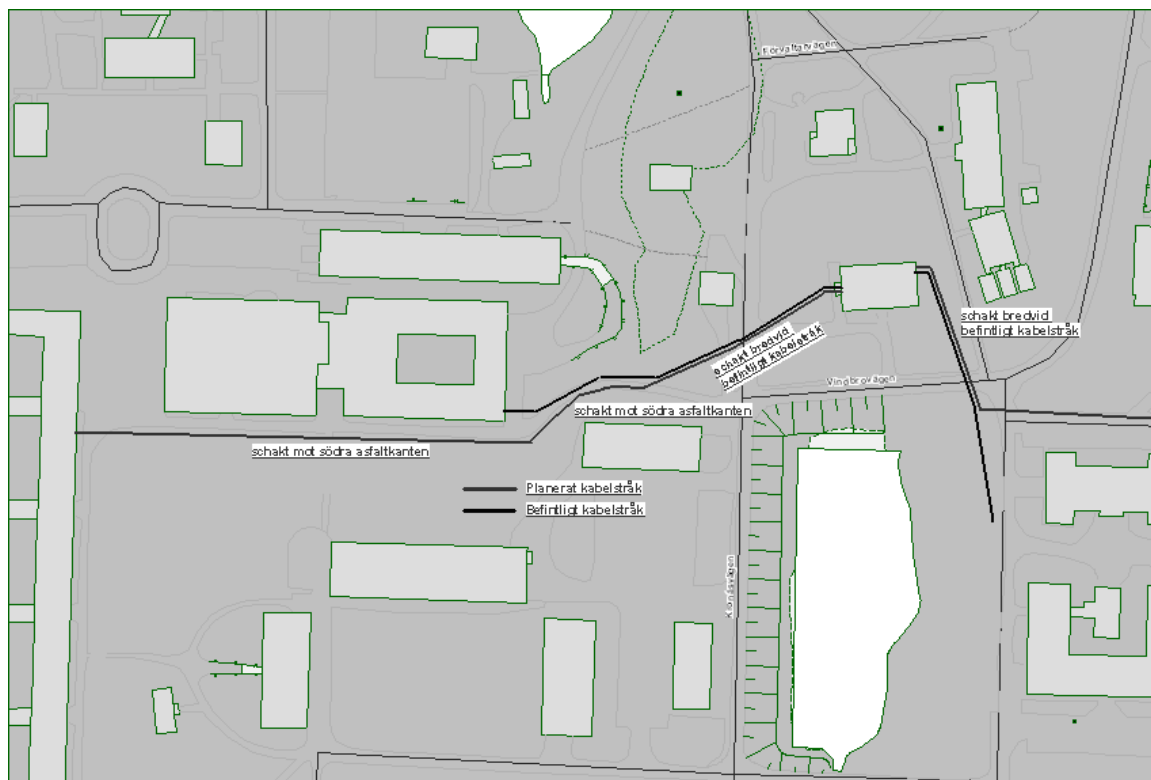 Förvaltarvägen
schakt bredvid
befintligt kabelstråk
schakt bredvid
befintligt kabelstråk
Vingbrovägen
schakt mot södra asfaltkanten
schakt mot södra asfaltkanten
Planerat kabelstråk
Befintligt kabelstråk